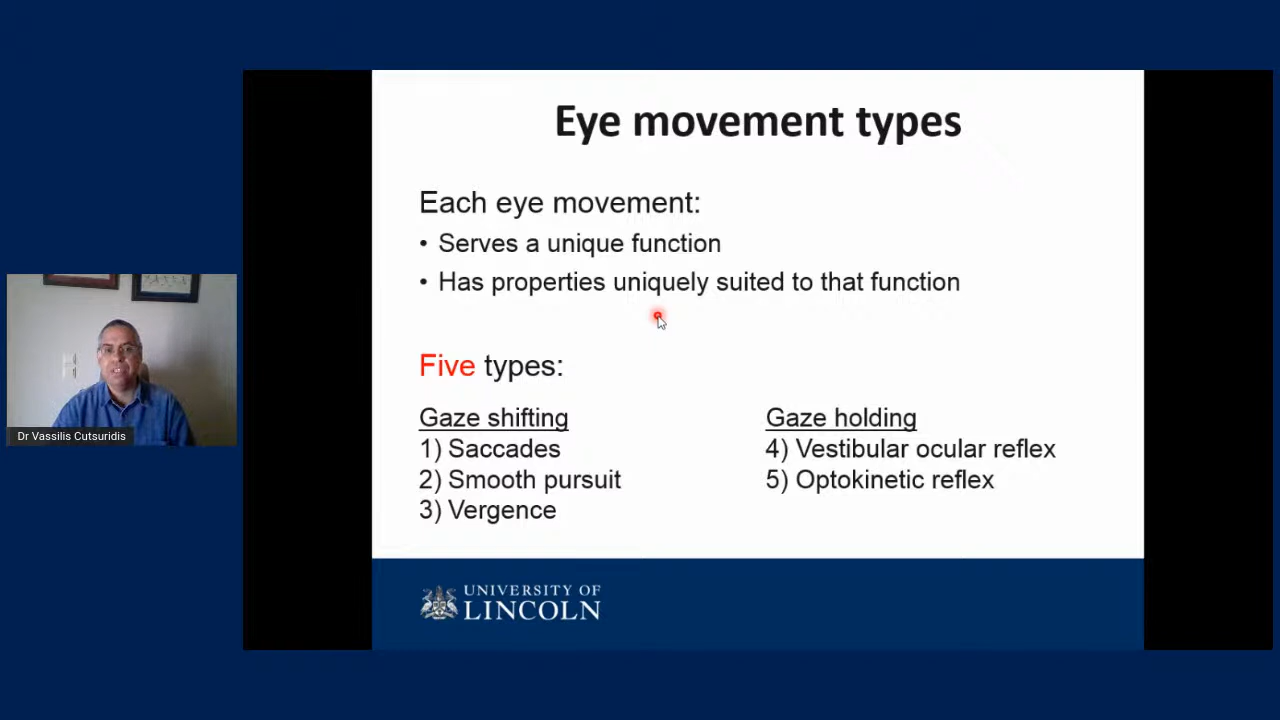 Eye movement types
Each eye movement:
• Serves a unique function
• Has properties uniquely suited to that function
Five types:
Gaze shifting
1) Saccades
2) Smooth pursuit
3) Vergence
Gaze holding
4) Vestibular ocular reflex
5) Optokinetic reflex
UNIVERSITY OF
LINCOLN
Dr Vassilis Cutsuridis